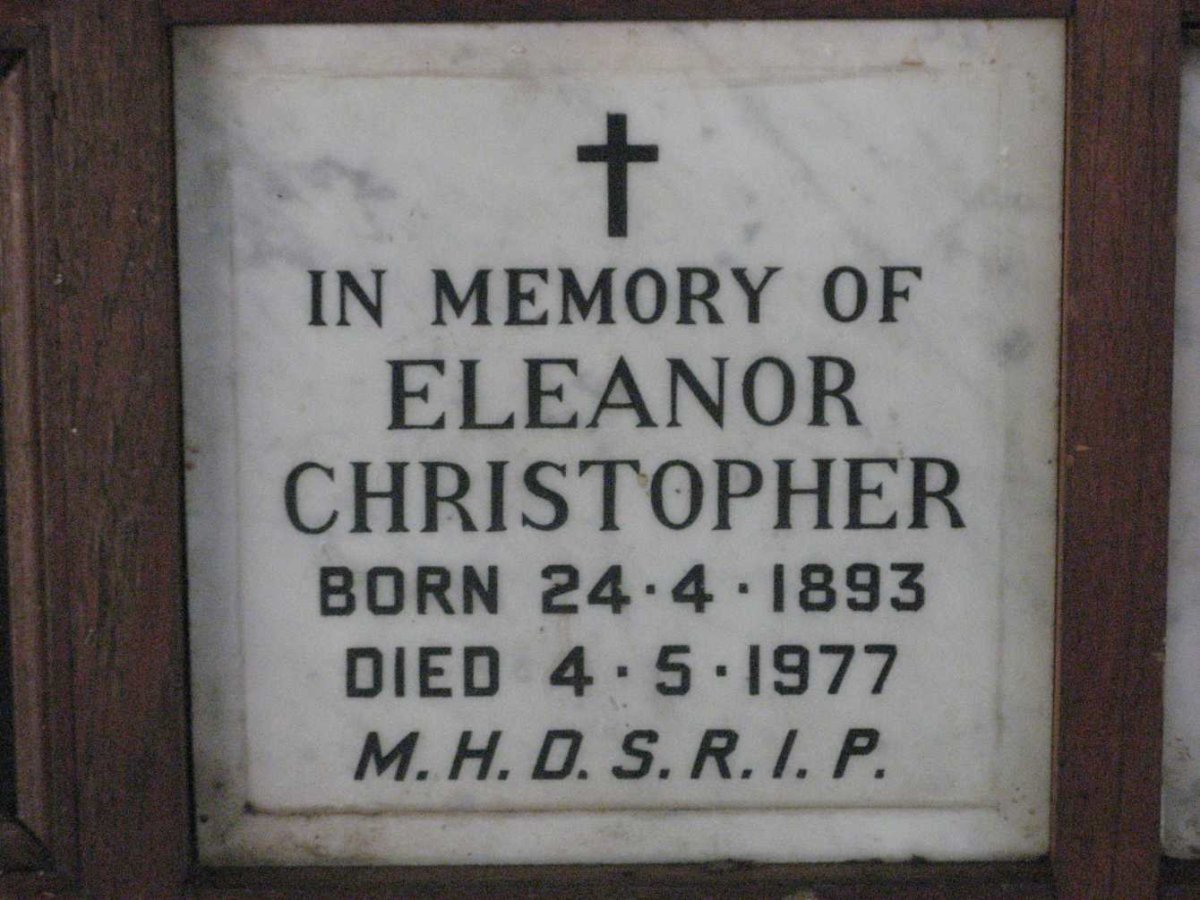 IN MEMORY OF
ELEANOR
CHRISTOPHER
BORN 24·4·1893
DIED 4·5·1977
M.H.D.S.R.I.P.